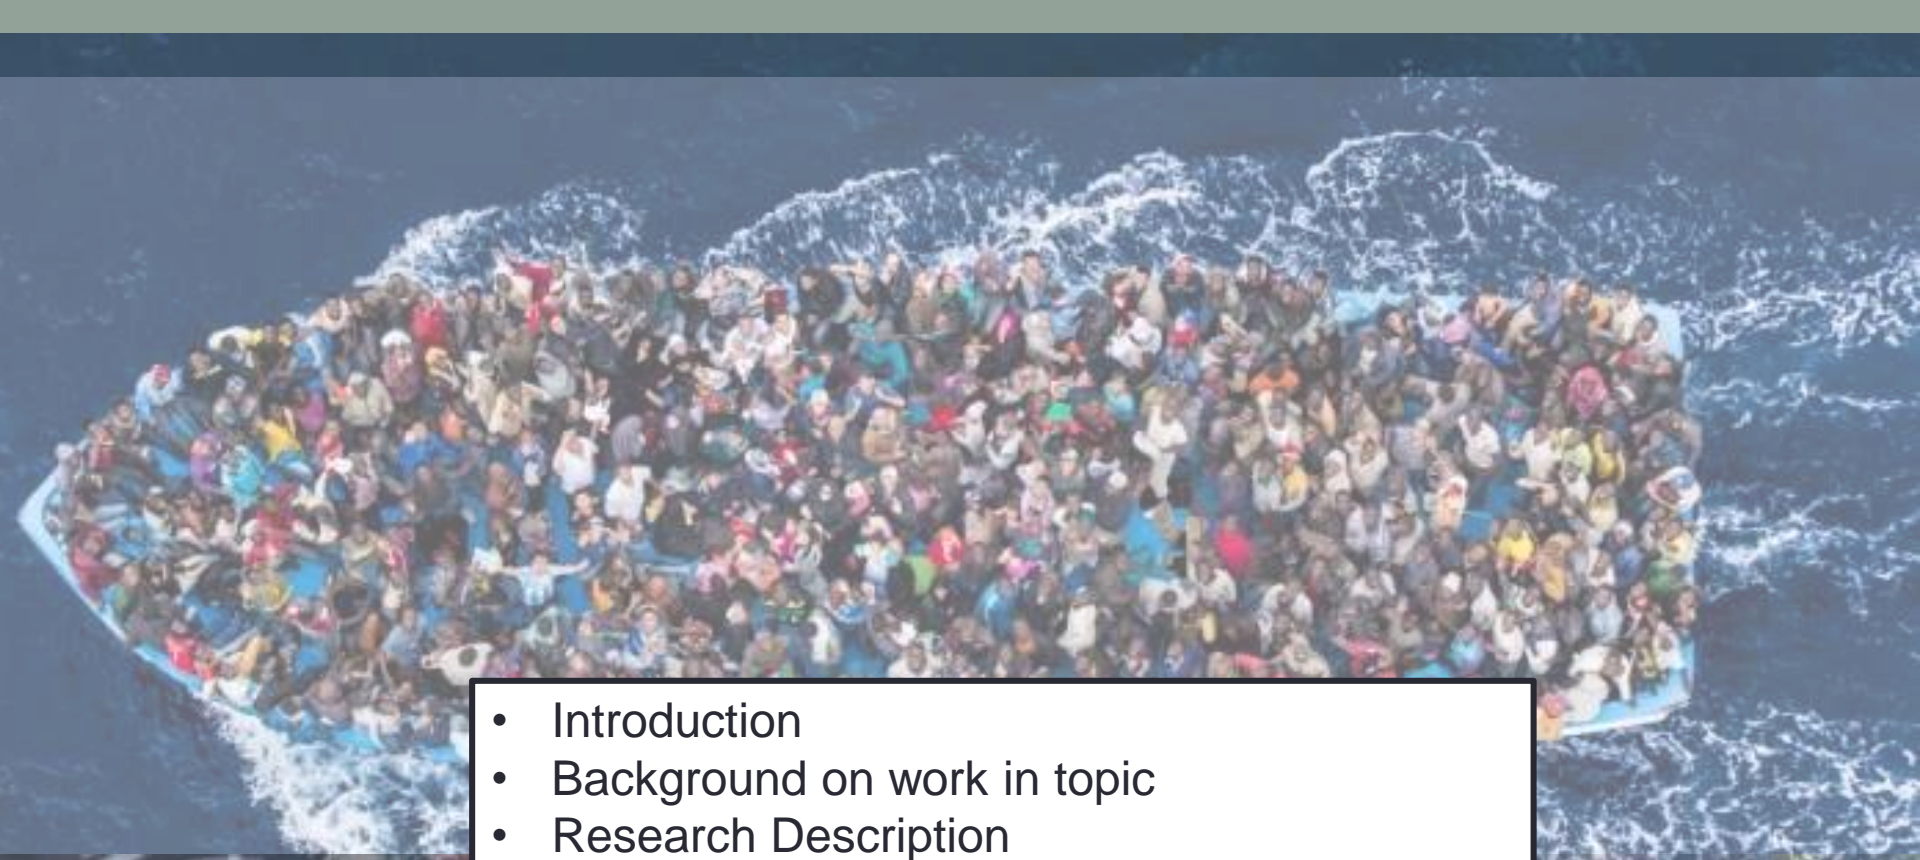 • Introduction
• Background on work in topic
• Research Description